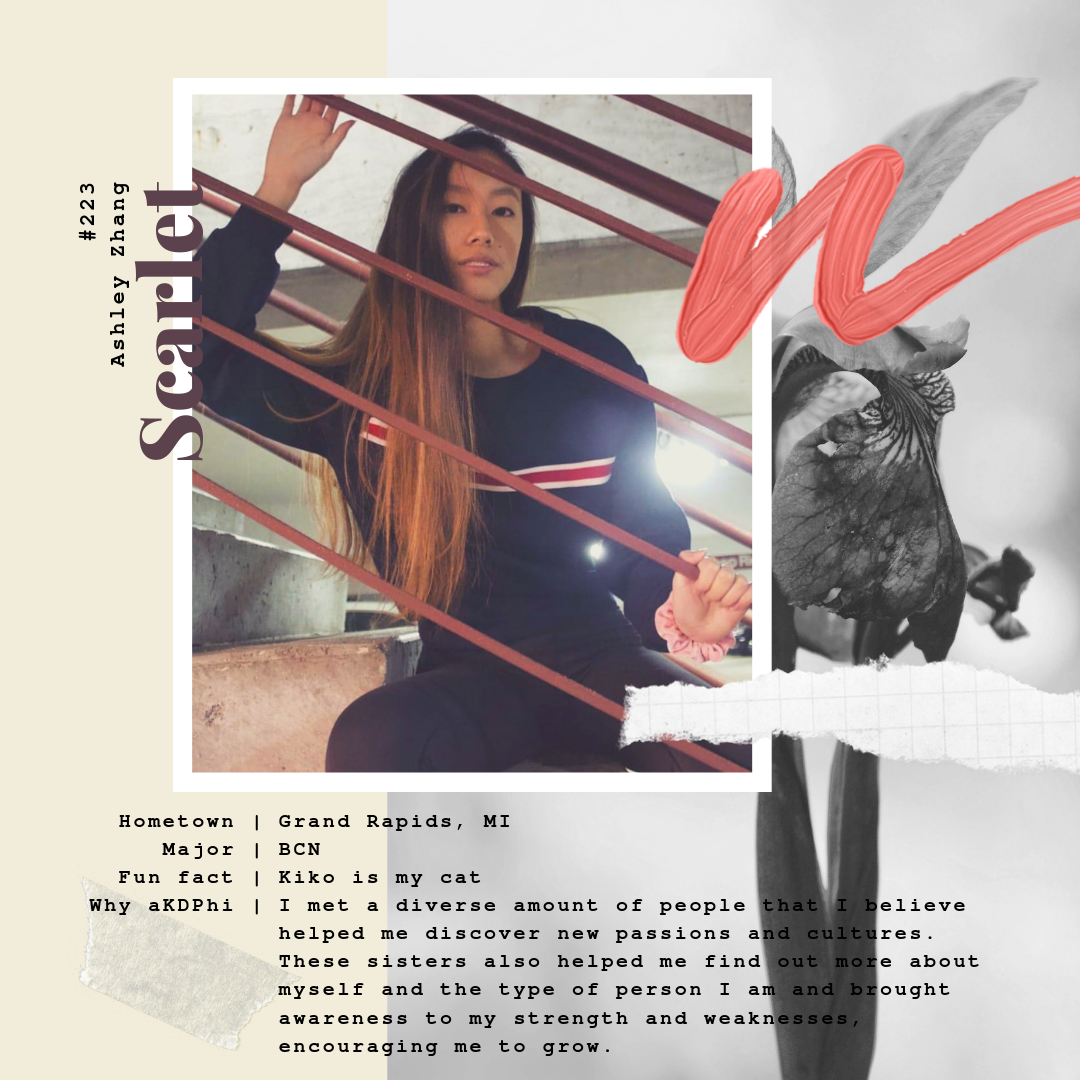 #223
Ashley Zhang
Scarlet
Hometown | Grand Rapids, MI
Major | BCN
Fun fact | Kiko is my cat
Why aKDPhi | I met a diverse amount of people that I believe
helped me discover new passions and cultures.
These sisters also helped me find out more about
myself and the type of person I am and brought
awareness to my strength and weaknesses,
encouraging me to grow.